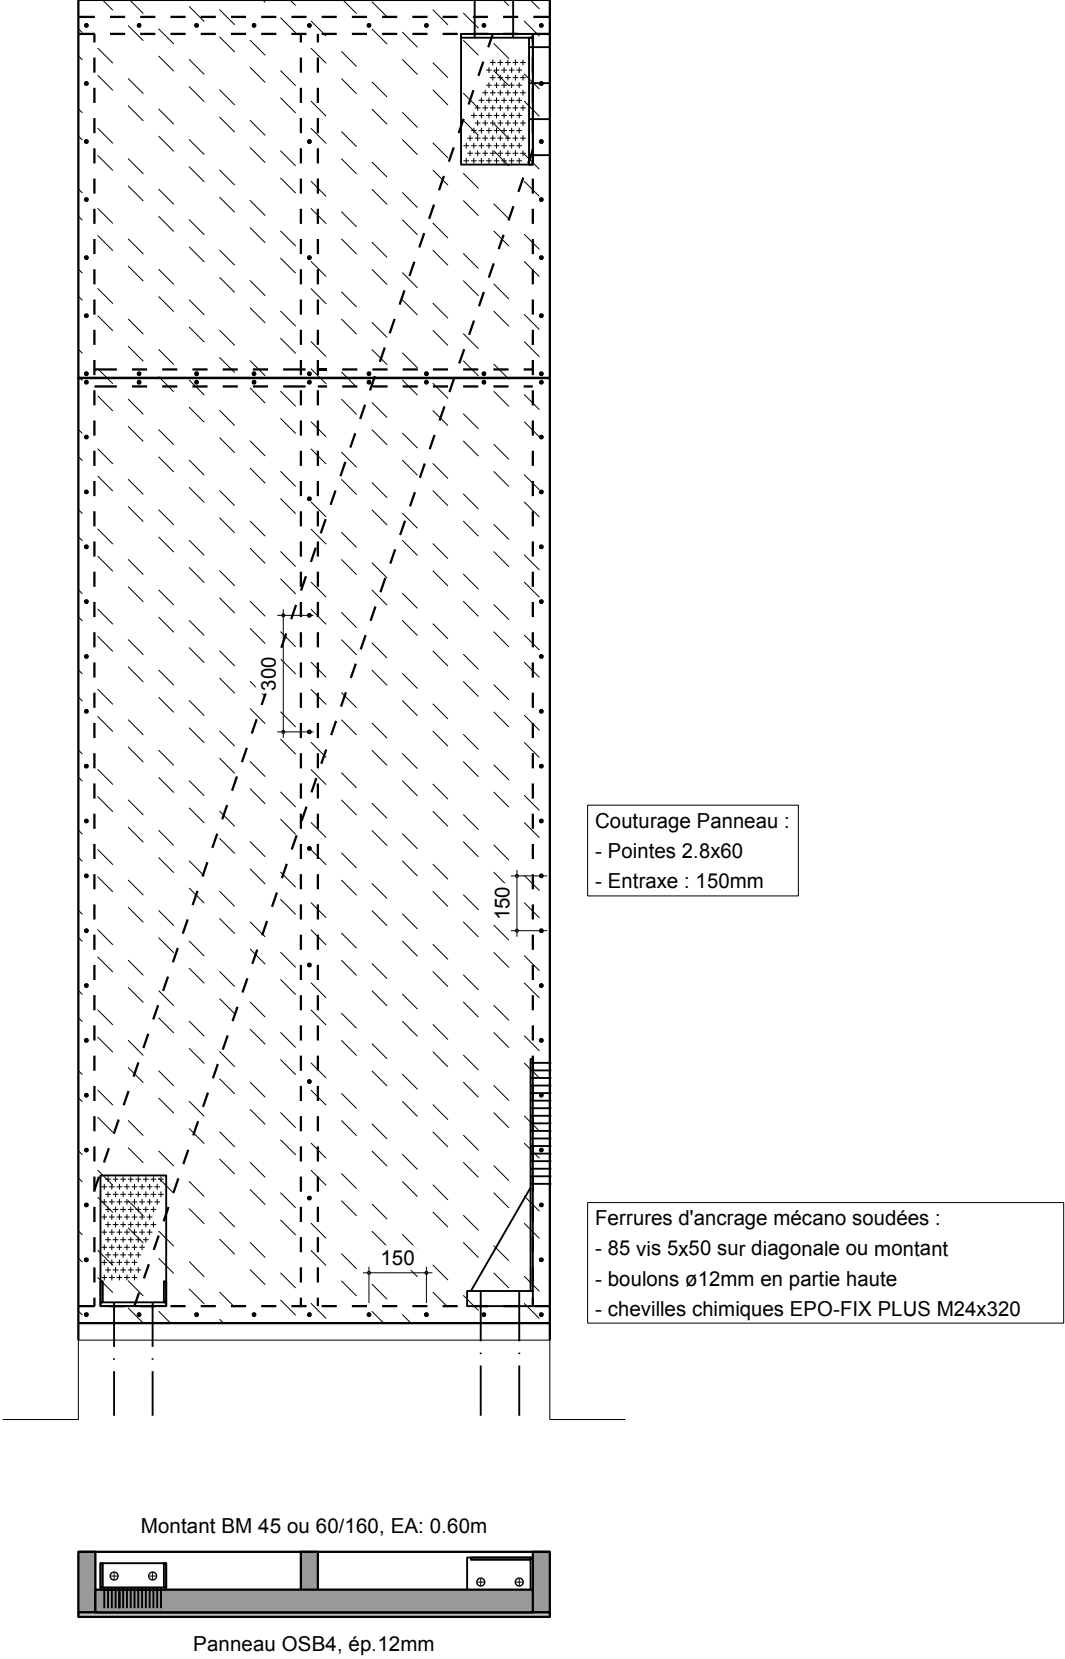 300
150
Couturage Panneau :
- Pointes 2.8x60
- Entraxe : 150mm
150
Ferrures d'ancrage mécano soudées :
- 85 vis 5x50 sur diagonale ou montant
- boulons ø12mm en partie haute
- chevilles chimiques EPO-FIX PLUS M24x320
Montant BM 45 ou 60/160, EA: 0.60m
Panneau OSB4, ép.12mm